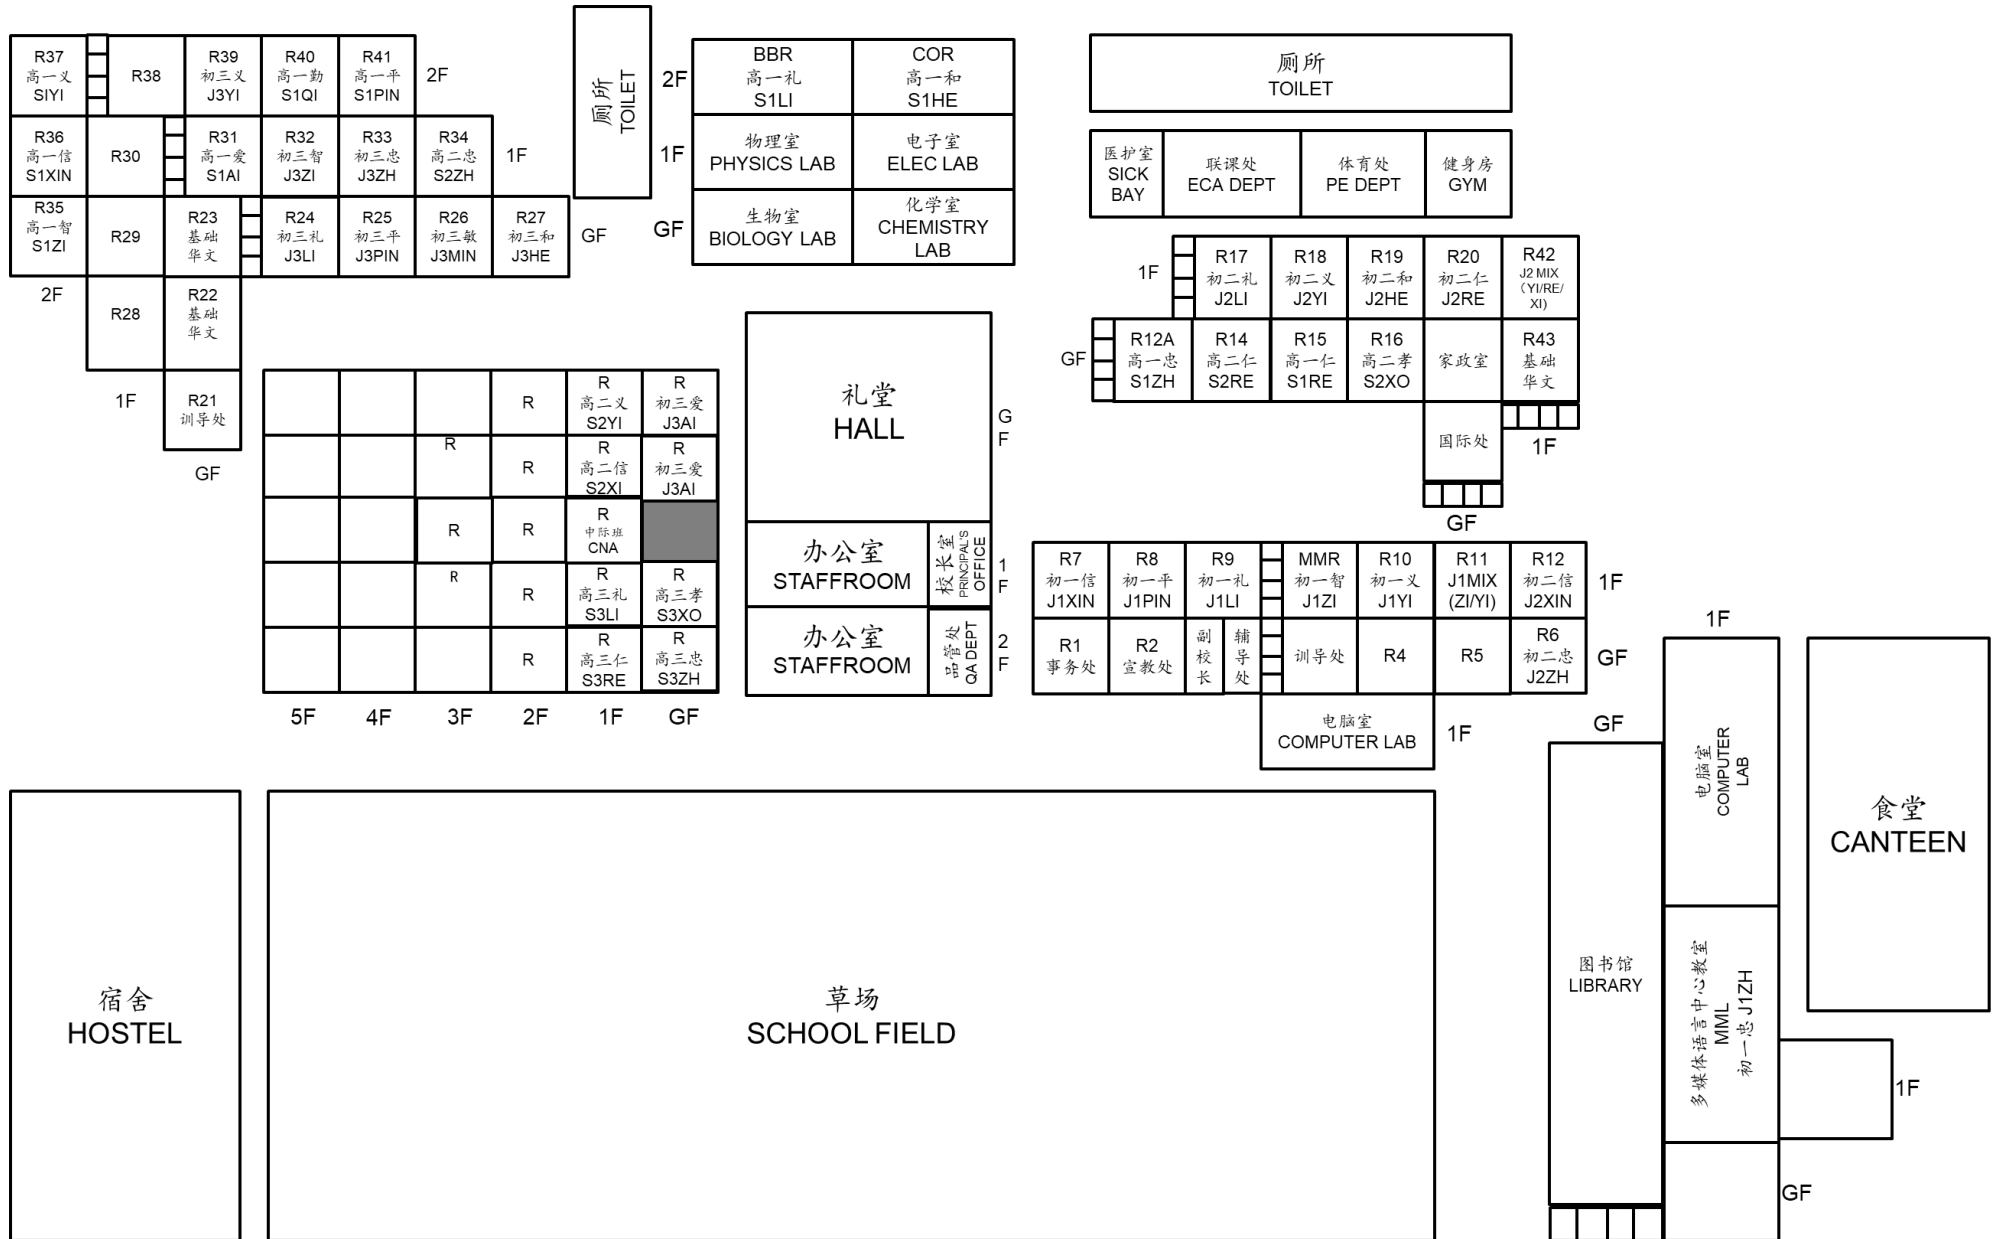 R37
高一义
SIYI
R38
R39
初三义
J3YI
R40
高一勤
S1QI
R41
高一平
S1PIN
2F
R36
高一信
S1XIN
R30
R31
高一爱
S1AI
R32
初三智
J3ZI
R33
初三忠
J3ZH
R34
高二忠
S2ZH
1F
R35
高一智
S1ZI
R29
R23
基础
华文
R24
初三礼
J3LI
R25
初三平
J3PIN
R26
初三敏
J3MIN
R27
初三和
J3HE
GF
2F
R28
R22
基础
华文
1F
R21
训导处
GF
厕所
TOILET
2F
BBR
高一礼
S1LI
COR
高一和
S1HE
1F
物理室
PHYSICS LAB
电子室
ELEC LAB
GF
生物室
BIOLOGY LAB
化学室
CHEMISTRY
LAB
厕所
TOILET
医护室
SICK
BAY
联课处
ECA DEPT
体育处
PE DEPT
健身房
GYM
1F
R17
初二礼
J2LI
R18
初二义
J2YI
R19
初二和
J2HE
R20
初二仁
J2RE
R42
J2 MIX
（YI/RE/
XI)
GF
R12A
高一忠
S1ZH
R14
高二仁
S2RE
R15
高一仁
S1RE
R16
高二孝
S2XO
家政室
R43
基础
华文
国际处
1F
GF
R
R
高二义
S2YI
R
初三爱
J3AI
R
R
R
高二信
S2XI
R
初三爱
J3AI
R
R
R
中际班
CNA
R
R
R
高三礼
S3LI
R
高三孝
S3XO
R
R
高三仁
S3RE
R
高三忠
S3ZH
5F
4F
3F
2F
1F
GF
礼堂
HALL
G
F
办公室
STAFFROOM
校长室
PRINCIPAL'S
OFFICE
1
F
办公室
STAFFROOM
品管处
QA DEPT
2
F
R7
初一信
J1XIN
R8
初一平
J1PIN
R9
初一礼
J1LI
MMR
初一智
J1ZI
R10
初一义
J1YI
R11
J1MIX
(ZI/YI)
R12
初二信
J2XIN
1F
R1
事务处
R2
宣教处
副
校
长
辅
导
处
训导处
R4
R5
R6
初二忠
J2ZH
GF
电脑室
COMPUTER LAB
1F
1F
GF
电脑室
COMPUTER
LAB
食堂
CANTEEN
图书馆
LIBRARY
多媒体语言中心教室
MML
初一忠 J1ZH
1F
GF
宿舍
HOSTEL
草场
SCHOOL FIELD